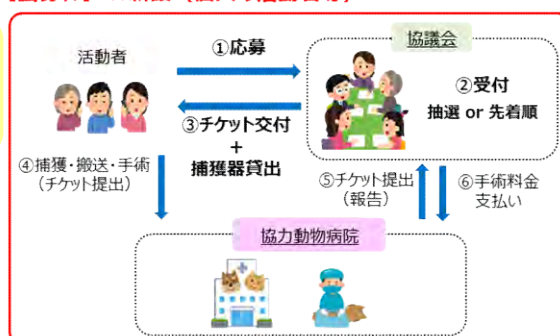 活動者
①応募
協議会
②受付
抽選 or 先着順
③チケット交付
+
捕獲器貸出
④捕獲・搬送・手術
（チケット提出）
⑤チケット提出
（報告）
⑥手術料金
支払い
協力動物病院